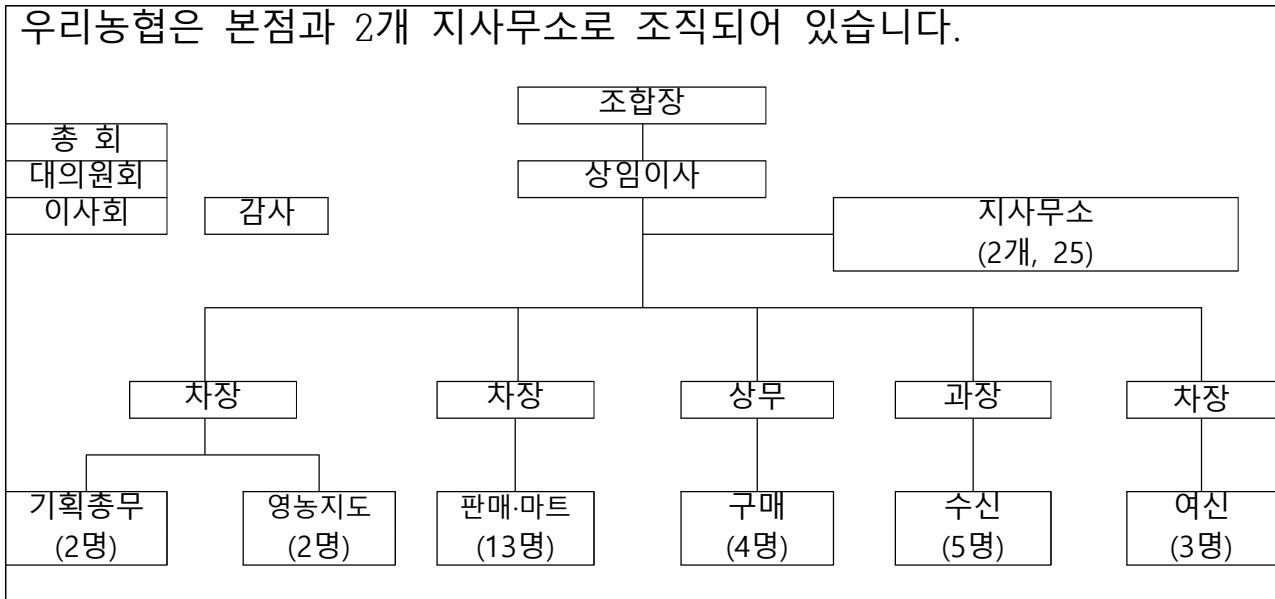 우리농협은 본점과 2개 지사무소로 조직되어 있습니다.
조합장
총 회
대의원회
상임이사
이사회
감사
지사무소
(2개, 25)
차장
차장
상무
과장
차장
기획총무
(2명)
영농지도
(2명)
판매·마트
(13명)
구매
(4명)
수신
(5명)
여신
(3명)